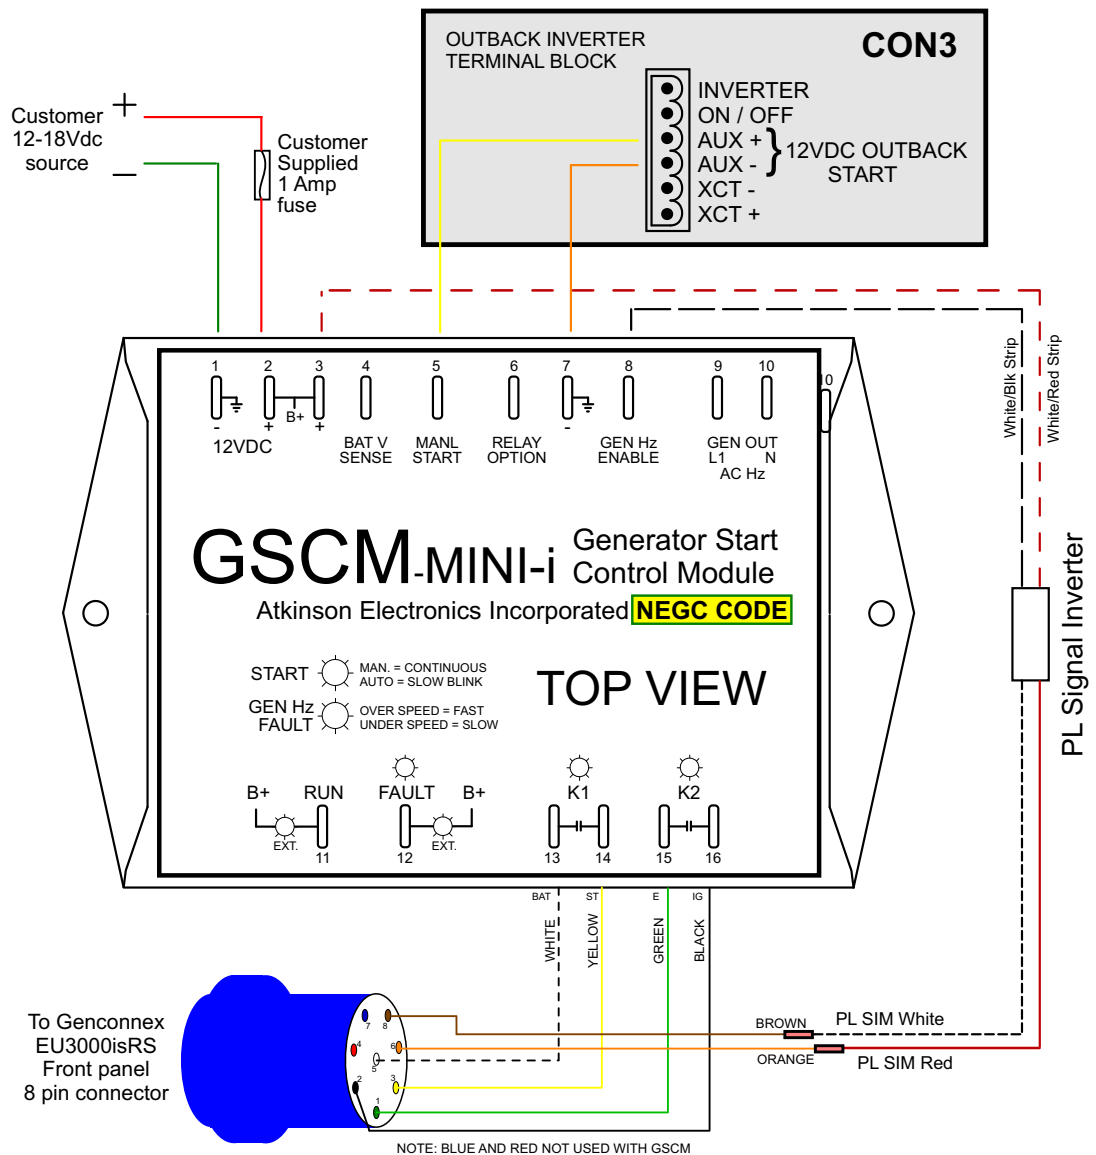 OUTBACK INVERTER
TERMINAL BLOCK
CON3
INVERTER
ON / OFF
AUX +
AUX -
XCT -
XCT +
}
12VDC OUTBACK
START
Customer
12-18Vdc
source
+
–
Customer
Supplied
1 Amp
fuse
1
2
3
4
5
6
7
8
9
10
10
B+
-
+
+
-
12VDC
BAT V
SENSE
MANL
START
RELAY
OPTION
GEN Hz
ENABLE
GEN OUT
L1 N
AC Hz
White/Blk Strip
White/Red Strip
GSCM-MINI-i
Generator Start
Control Module
Atkinson Electronics Incorporated
NEGC CODE
START
MAN. = CONTINUOUS
AUTO = SLOW BLINK
GEN Hz
FAULT
OVER SPEED = FAST
UNDER SPEED = SLOW
TOP VIEW
PL Signal Inverter
B+
RUN
FAULT
B+
K1
K2
EXT.
11
12
EXT.
13
14
15
16
BAT
ST
E
IG
WHITE
YELLOW
GREEN
BLACK
To Genconnex
EU3000isRS
Front panel
8 pin connector
7
8
4
6
5
2
3
1
BROWN
PL SIM White
ORANGE
PL SIM Red
NOTE: BLUE AND RED NOT USED WITH GSCM